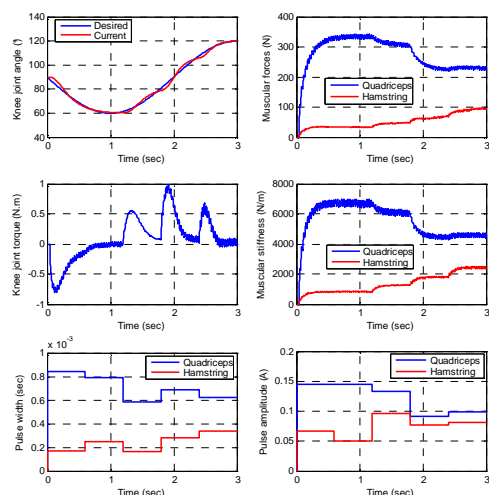 Knee joint angle (°)
140
120
100
80
60
40
Desired
Current
0
1
2
3
Time (sec)
Muscular forces (N)
400
300
200
100
0
Quadriceps
Hamstring
0
1
2
3
Time (sec)
Knee joint torque (N.m)
1
0.5
0
-0.5
-1
0
1
2
3
Time (sec)
Muscular stiffness (N/m)
8000
6000
4000
2000
0
Quadriceps
Hamstring
0
1
2
3
Time (sec)
x 10-3
Pulse width (sec)
1
0.8
0.6
0.4
0.2
0
Quadriceps
Hamstring
0
1
2
3
Time (sec)
Pulse amplitude (A)
0.2
0.15
0.1
0.05
0
Quadriceps
Hamstring
0
1
2
3
Time (sec)